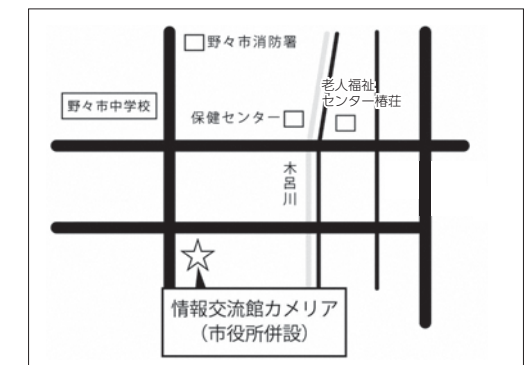 野々市消防署
老人福祉
センター椿荘
野々市中学校
保健センター
木呂川
情報交流館カメリア
（市役所併設）